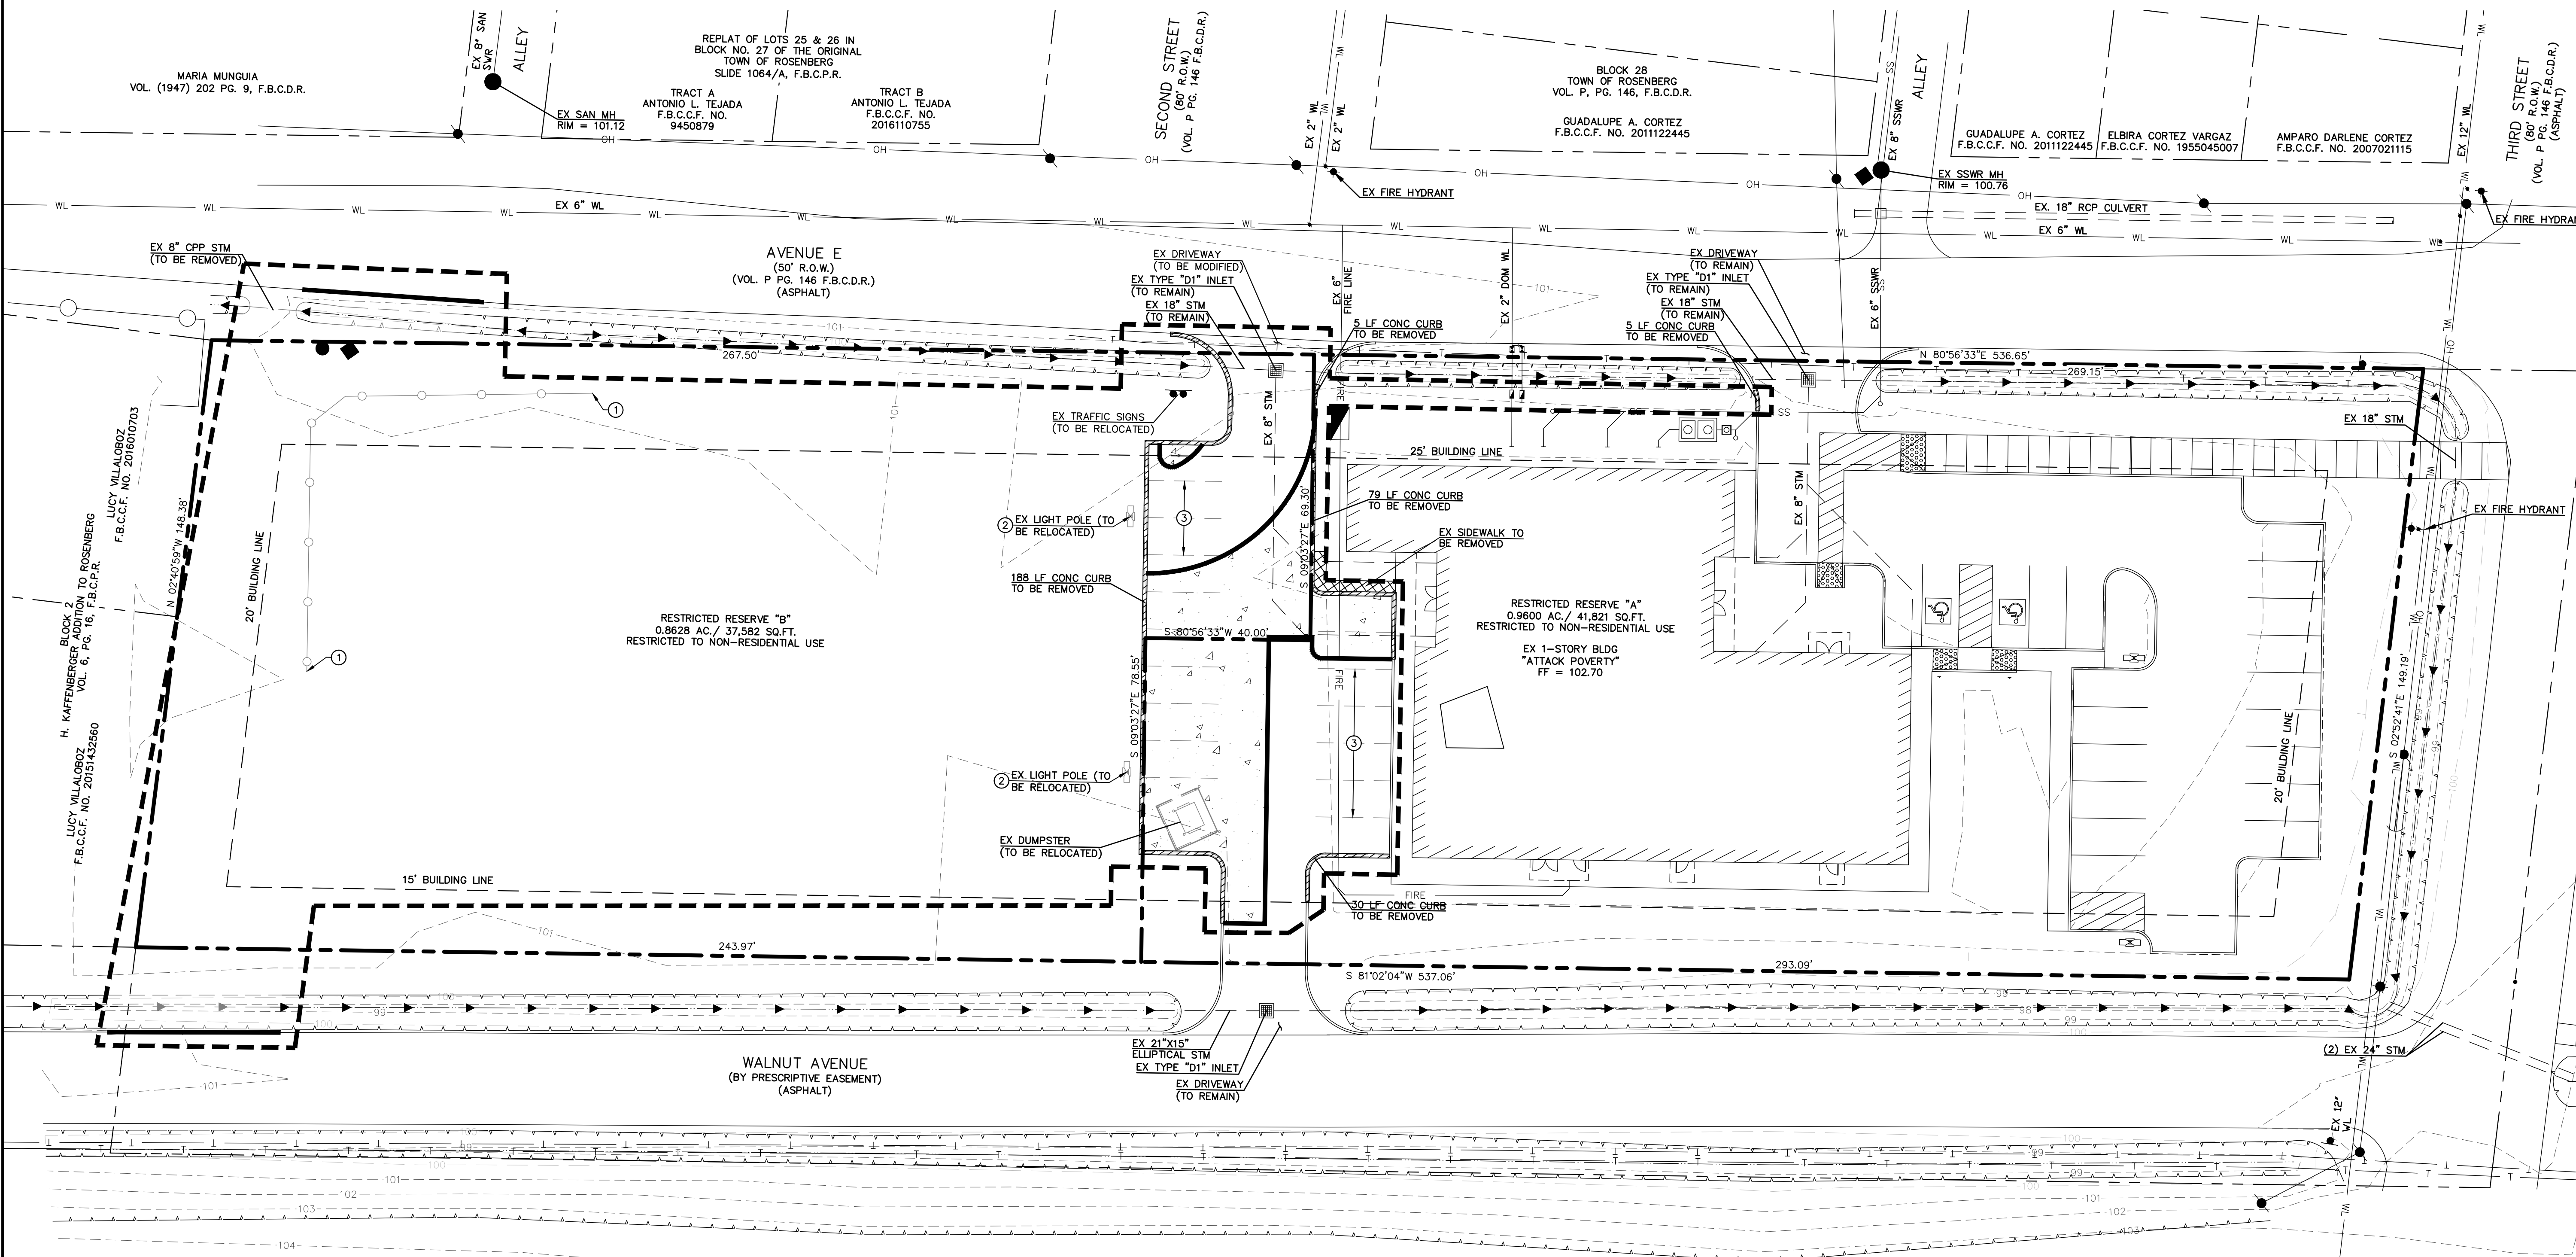 MARIA MUNGUIA
VOL. (1947) 202 PG. 9, F.B.C.D.R.
EX 8" SAN
SWR
ALLEY
EX SAN MH
RIM = 101.12
REPLAT OF LOTS 25 & 26 IN
BLOCK NO. 27 OF THE ORIGINAL
TOWN OF ROSENBERG
SLIDE 1064/A, F.B.C.P.R.
TRACT A
ANTONIO L. TEJADA
F.B.C.C.F. NO.
9450879
TRACT B
ANTONIO L. TEJADA
F.B.C.C.F. NO.
2016110755
SECOND STREET
(80' R.O.W.)
(VOL. P PG. 146 F.B.C.D.R.)
EX 2" WL
EX 2" WL
EX FIRE HYDRANT
BLOCK 28
TOWN OF ROSENBERG
VOL. P, PG. 146, F.B.C.D.R.
GUADALUPE A. CORTEZ
F.B.C.C.F. NO. 2011122445
EX 8" SSWR
ALLEY
EX SSWR MH
RIM = 100.76
GUADALUPE A. CORTEZ
F.B.C.C.F. NO. 2011122445
ELBIRA CORTEZ VARGAZ
F.B.C.C.F. NO. 1955045007
AMPARO DARLENE CORTEZ
F.B.C.C.F. NO. 2007021115
EX 12" WL
THIRD STREET
(80' R.O.W.)
(VOL. P PG. 146 F.B.C.D.R.)
(ASPHALT)
EX. 18" RCP CULVERT
EX 6" WL
EX FIRE HYDRAN
EX 6" WL
EX 8" CPP STM
(TO BE REMOVED)
AVENUE E
(50' R.O.W.)
(VOL. P PG. 146 F.B.C.D.R.)
(ASPHALT)
EX DRIVEWAY
(TO BE MODIFIED)
EX TYPE "D1" INLET
(TO REMAIN)
EX 18" STM
(TO REMAIN)
EX 6"
FIRE LINE
EX 2" DOM WL
5 LF CONC CURB
TO BE REMOVED
EX DRIVEWAY
(TO REMAIN)
EX TYPE "D1" INLET
(TO REMAIN)
EX 18" STM
(TO REMAIN)
5 LF CONC CURB
TO BE REMOVED
EX 6" SSWR
267.50'
N 80°56'33"E 536.65'
269.15'
EX 18" STM
EX TRAFFIC SIGNS
(TO BE RELOCATED)
EX 8" STM
25' BUILDING LINE
1
LUCY VILLALOBOZ
F.B.C.C.F. NO. 2016010703
N 02°40'59"W 148.38'
BLOCK 2
H. KAFFENBERGER ADDITION TO ROSENBERG
VOL. 6, PG. 16, F.B.C.P.R.
LUCY VILLALOBOZ
F.B.C.C.F. NO. 20151432560
20' BUILDING LINE
1
2
EX LIGHT POLE (TO
BE RELOCATED)
3
S 09°03'27"E 69.30'
79 LF CONC CURB
TO BE REMOVED
EX SIDEWALK TO
BE REMOVED
EX 8" STM
EX FIRE HYDRANT
188 LF CONC CURB
TO BE REMOVED
RESTRICTED RESERVE "B"
0.8628 AC./ 37,582 SQ.FT.
RESTRICTED TO NON-RESIDENTIAL USE
S 80°56'33"W 40.00'
S 09°03'27"E 78.55'
FIRE
3
RESTRICTED RESERVE "A"
0.9600 AC./ 41,821 SQ.FT.
RESTRICTED TO NON-RESIDENTIAL USE
EX 1-STORY BLDG
"ATTACK POVERTY"
FF = 102.70
S 02°52'41"E 149.19'
20' BUILDING LINE
2
EX LIGHT POLE (TO
BE RELOCATED)
EX DUMPSTER
(TO BE RELOCATED)
15' BUILDING LINE
FIRE
30 LF CONC CURB
TO BE REMOVED
243.97'
S 81°02'04"W 537.06'
293.09'
EX 21"X15"
ELLIPTICAL STM
EX TYPE "D1" INLET
EX DRIVEWAY
(TO REMAIN)
WALNUT AVENUE
(BY PRESCRIPTIVE EASEMENT)
(ASPHALT)
(2) EX 24" STM
EX 12"
WL
101
102
103
104